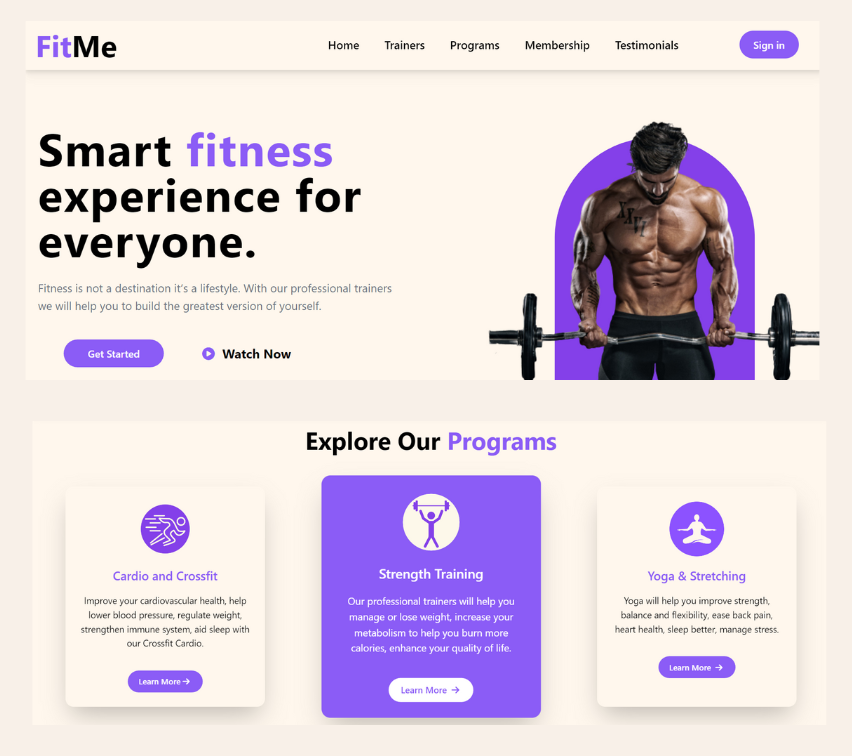 FitMe
Home Trainers Programs Membership Testimonials Sign in
Smart fitness
experience for
everyone.
Fitness is not a destination it's a lifestyle. With our professional trainers
we will help you to build the greatest version of yourself.
Get Started Watch Now
Explore Our Programs
Cardio and Crossfit
Improve your cardiovascular health, help
lower blood pressure, regulate weight,
strengthen immune system, aid sleep with
our Crossfit Cardio.
Learn More →
Strength Training
Our professional trainers will help you
manage or lose weight, increase your
metabolism to help you burn more
calories, enhance your quality of life.
Learn More →
Yoga & Stretching
Yoga will help you improve strength,
balance and flexibility, ease back pain,
heart health, sleep better, manage stress.
Learn More →